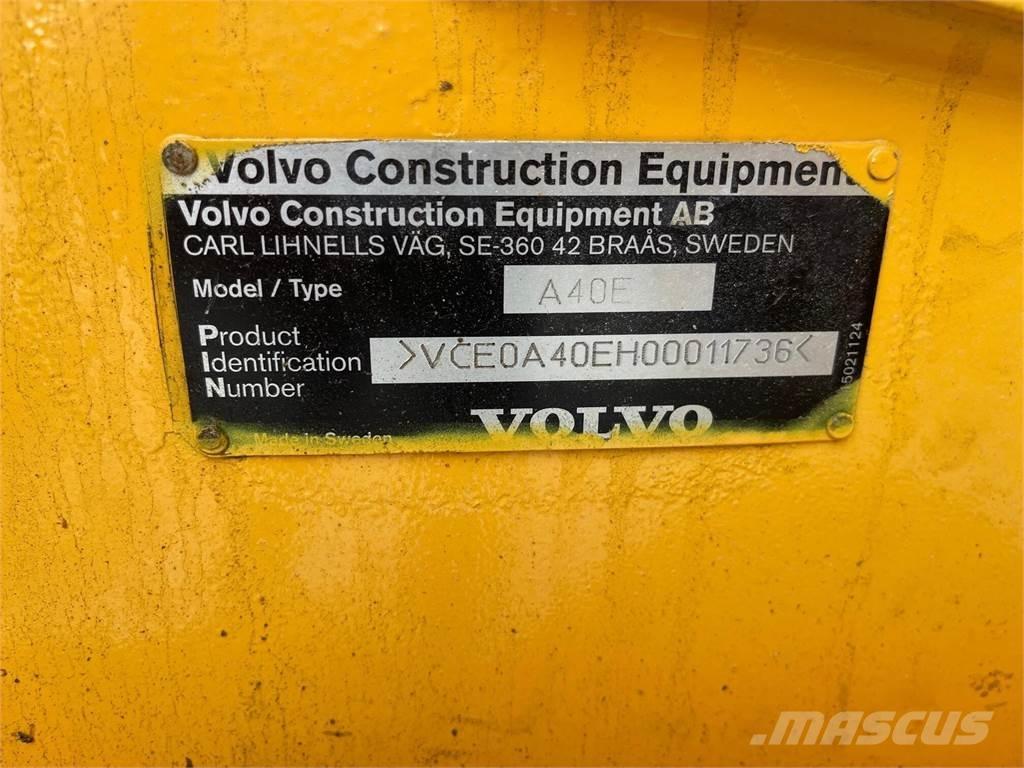 Volvo Construction Equipment
Volvo Construction Equipment AB
CARL LIHNELLS VÄG, SE-360 42 BRAÅS, SWEDEN
Model / Type A40E
Product
Identification >VCE0A40EH00011736<
Number
15021124
VOLVO
Made in Sweden
MASCUS